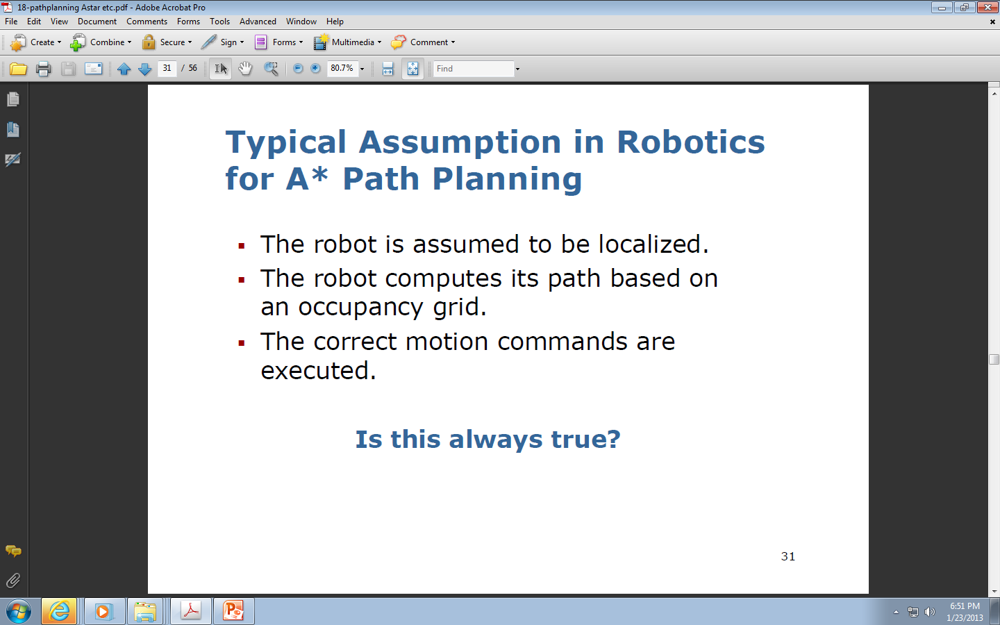 18-pathplanning Astar etc.pdf - Adobe Acrobat Pro
File Edit View Document Comments Forms Tools Advanced Window Help
Create Combine Secure Sign Forms Multimedia Comment
31 / 56 80.7% Find
Typical Assumption in Robotics
for A* Path Planning
The robot is assumed to be localized.
The robot computes its path based on
an occupancy grid.
The correct motion commands are
executed.
Is this always true?
31
6:51 PM
1/23/2013